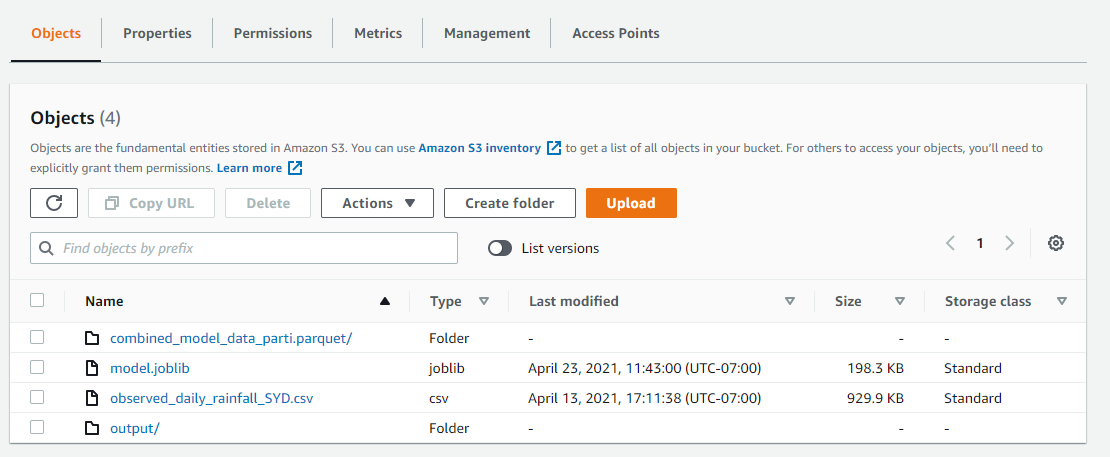 Objects Properties Permissions Metrics Management Access Points
Objects (4)
Objects are the fundamental entities stored in Amazon S3. You can use Amazon S3 inventory to get a list of all objects in your bucket. For others to access your objects, you'll need to
explicitly grant them permissions. Learn more
Copy URL Delete Actions Create folder Upload
Find objects by prefix List versions 1
Name Type Last modified Size Storage class
combined_model_data_parti.parquet/ Folder - - -
model.joblib joblib April 23, 2021, 11:43:00 (UTC-07:00) 198.3 KB Standard
observed_daily_rainfall_SYD.csv csv April 13, 2021, 17:11:38 (UTC-07:00) 929.9 KB Standard
output/ Folder - - -